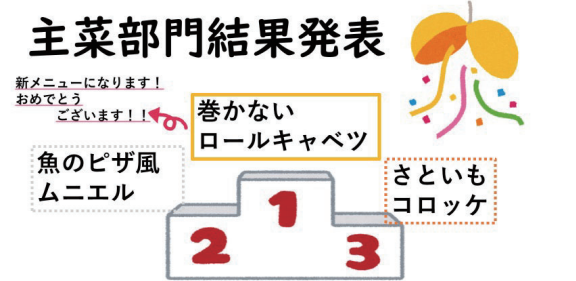 主菜部門結果発表
新メニューになります！
おめでとう
ございます！！
巻かない
ロールキャベツ
魚のピザ風
ムニエル
さといも
コロッケ
1
2
3